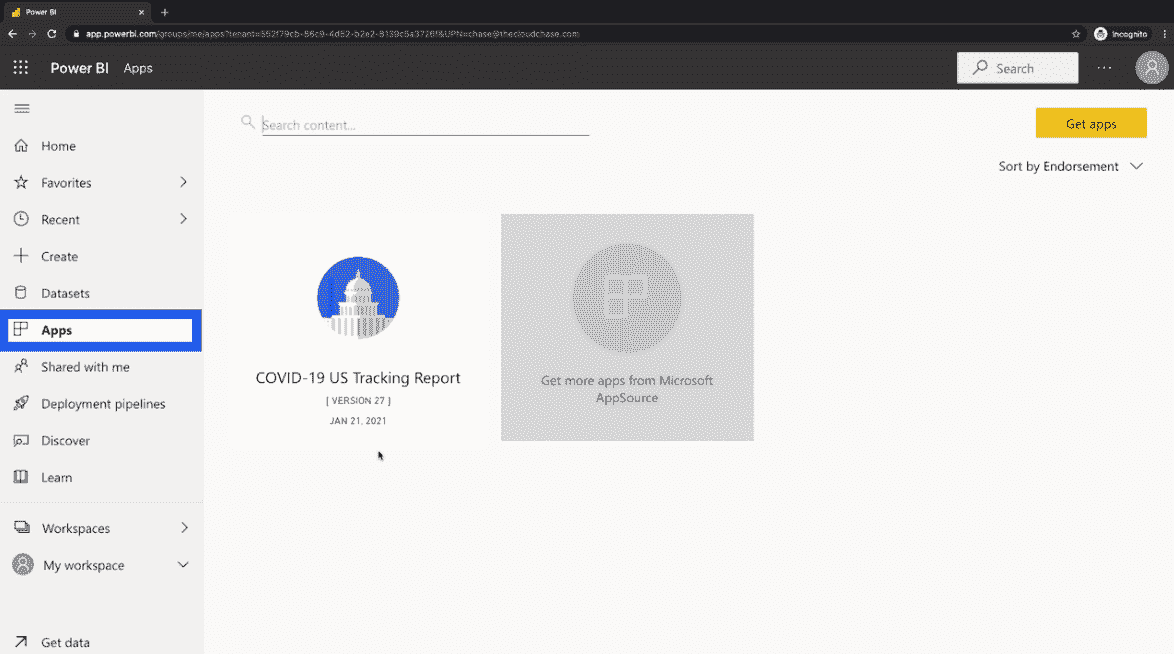 Power BI
app.powerbi.com/groups/me/apps?tenant=552f79cb-86c9-4d52-b2e2-8139c6a3726f&UPN=chase@thecloudchase.com
Incognito
Power BI Apps
Search
Search content...
Get apps
Sort by Endorsement
Home
Favorites
Recent
Create
Datasets
Apps
Shared with me
Deployment pipelines
Discover
Learn
Workspaces
My workspace
Get data
COVID-19 US Tracking Report
[ VERSION 27 ]
JAN 21, 2021
Get more apps from Microsoft
AppSource